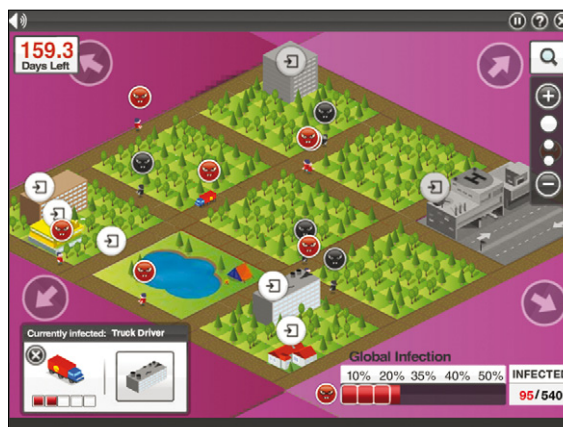 159.3
Days Left
H
Currently infected: Truck Driver
Global Infection
10% 20% 35% 40% 50%
INFECTED
95/540